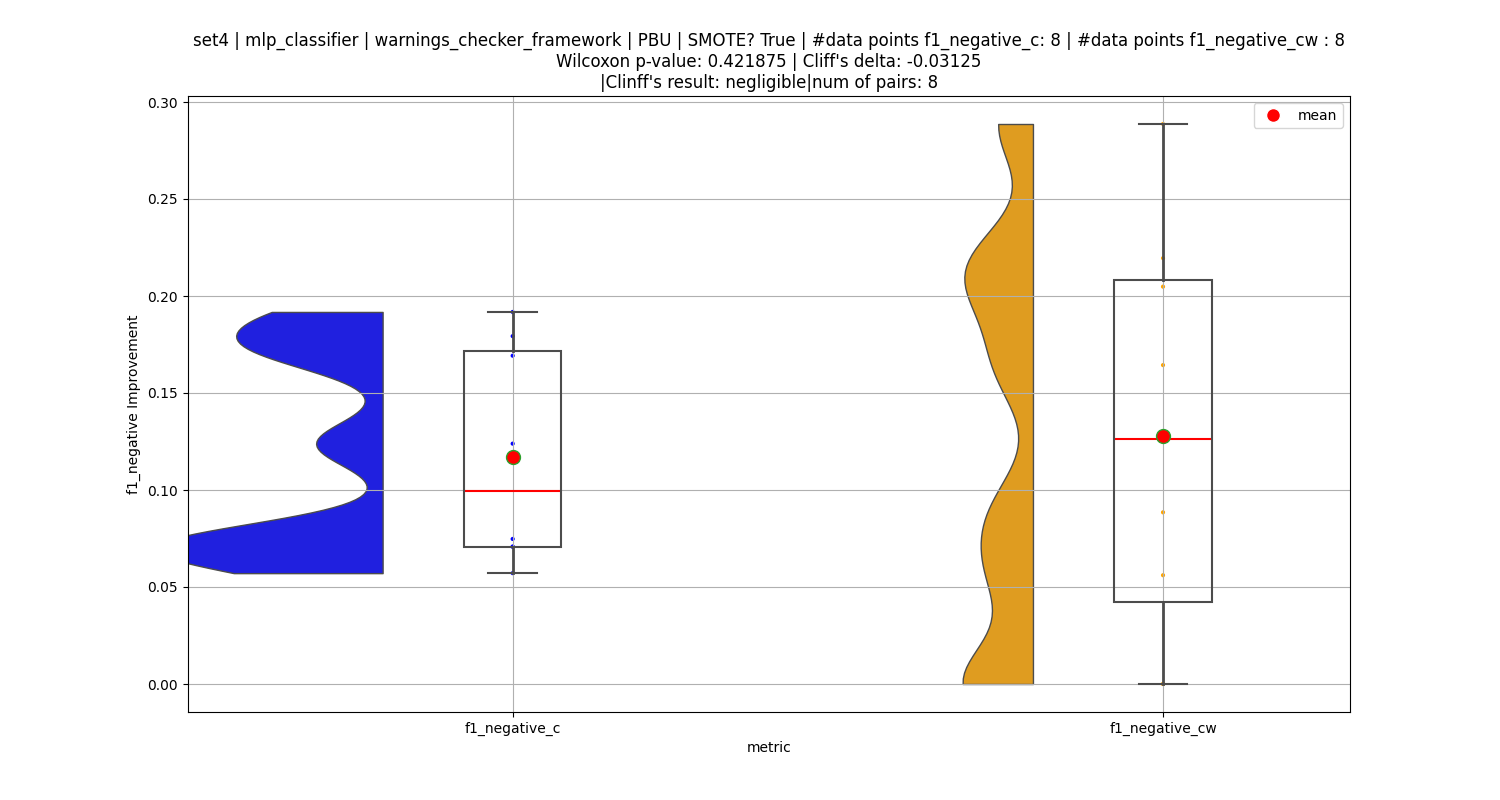 set4 | mlp_classifier | warnings_checker_framework | PBU | SMOTE? True | #data points f1_negative_c: 8 | #data points f1_negative_cw : 8
Wilcoxon p-value: 0.421875 | Cliff's delta: -0.03125
|Clinff's result: negligible|num of pairs: 8
mean
0.30
0.25
0.20
0.15
0.10
0.05
0.00
f1_negative Improvement
f1_negative_c
f1_negative_cw
metric